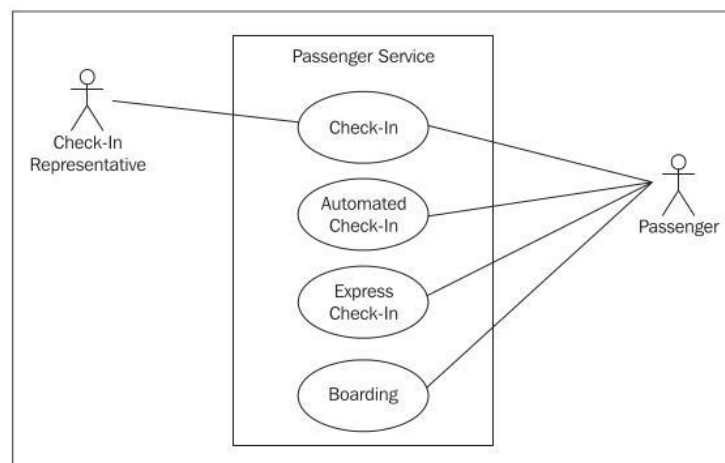 Passenger Service
Check-In
Representative
Check-In
Automated
Check-In
Express
Check-In
Boarding
Passenger